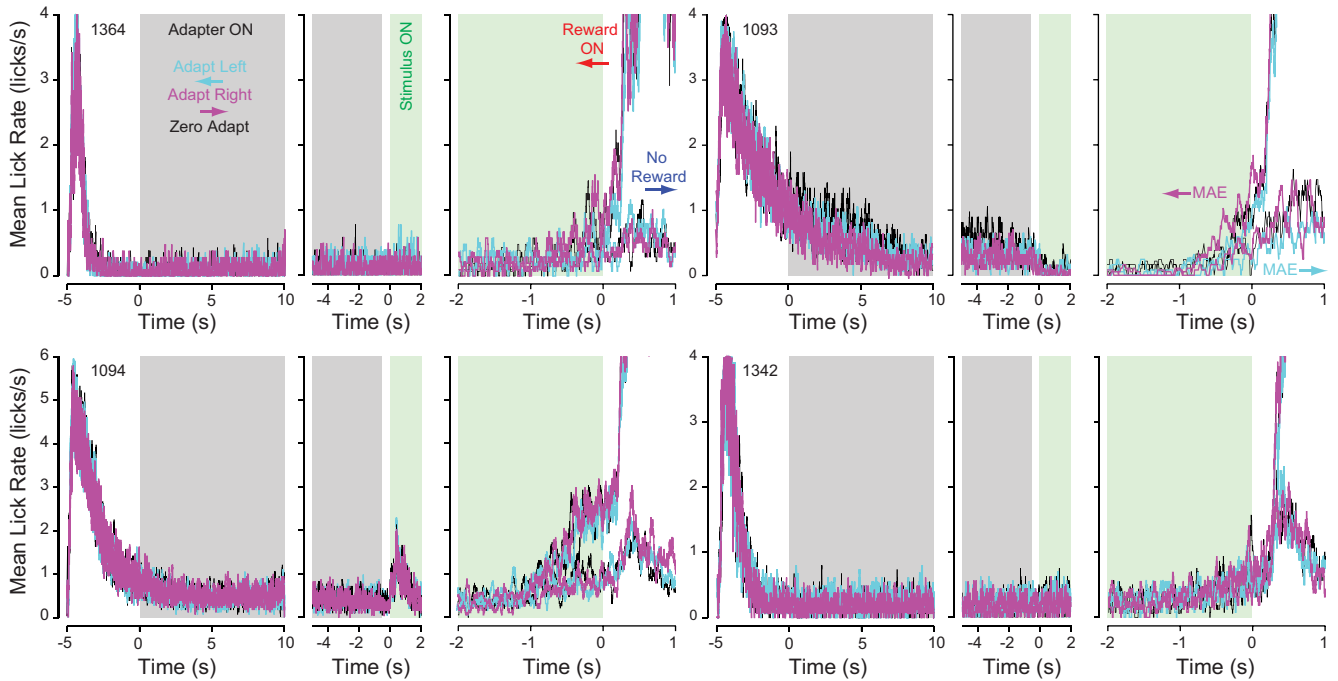 1364
Adapter ON
Adapt Left
Adapt Right
Zero Adapt
Stimulus ON
Reward
ON
No
Reward
Mean Lick Rate (licks/s)
4
3
2
1
0
-5 0 5 10
Time (s)
-4 -2 0 2
Time (s)
-2 -1 0 1
Time (s)
1093
MAE
MAE
4
3
2
1
0
-5 0 5 10
Time (s)
-4 -2 0 2
Time (s)
-2 -1 0 1
Time (s)
1094
Mean Lick Rate (licks/s)
6
5
4
3
2
1
0
-5 0 5 10
Time (s)
-4 -2 0 2
Time (s)
-2 -1 0 1
Time (s)
1342
4
3
2
1
0
-5 0 5 10
Time (s)
-4 -2 0 2
Time (s)
-2 -1 0 1
Time (s)